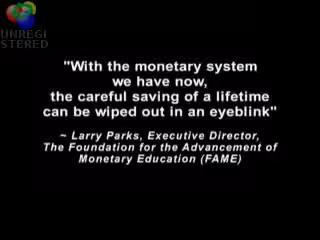 UNREGI
STERED
"With the monetary system
we have now,
the careful saving of a lifetime
can be wiped out in an eyeblink"
~ Larry Parks, Executive Director,
The Foundation for the Advancement of
Monetary Education (FAME)